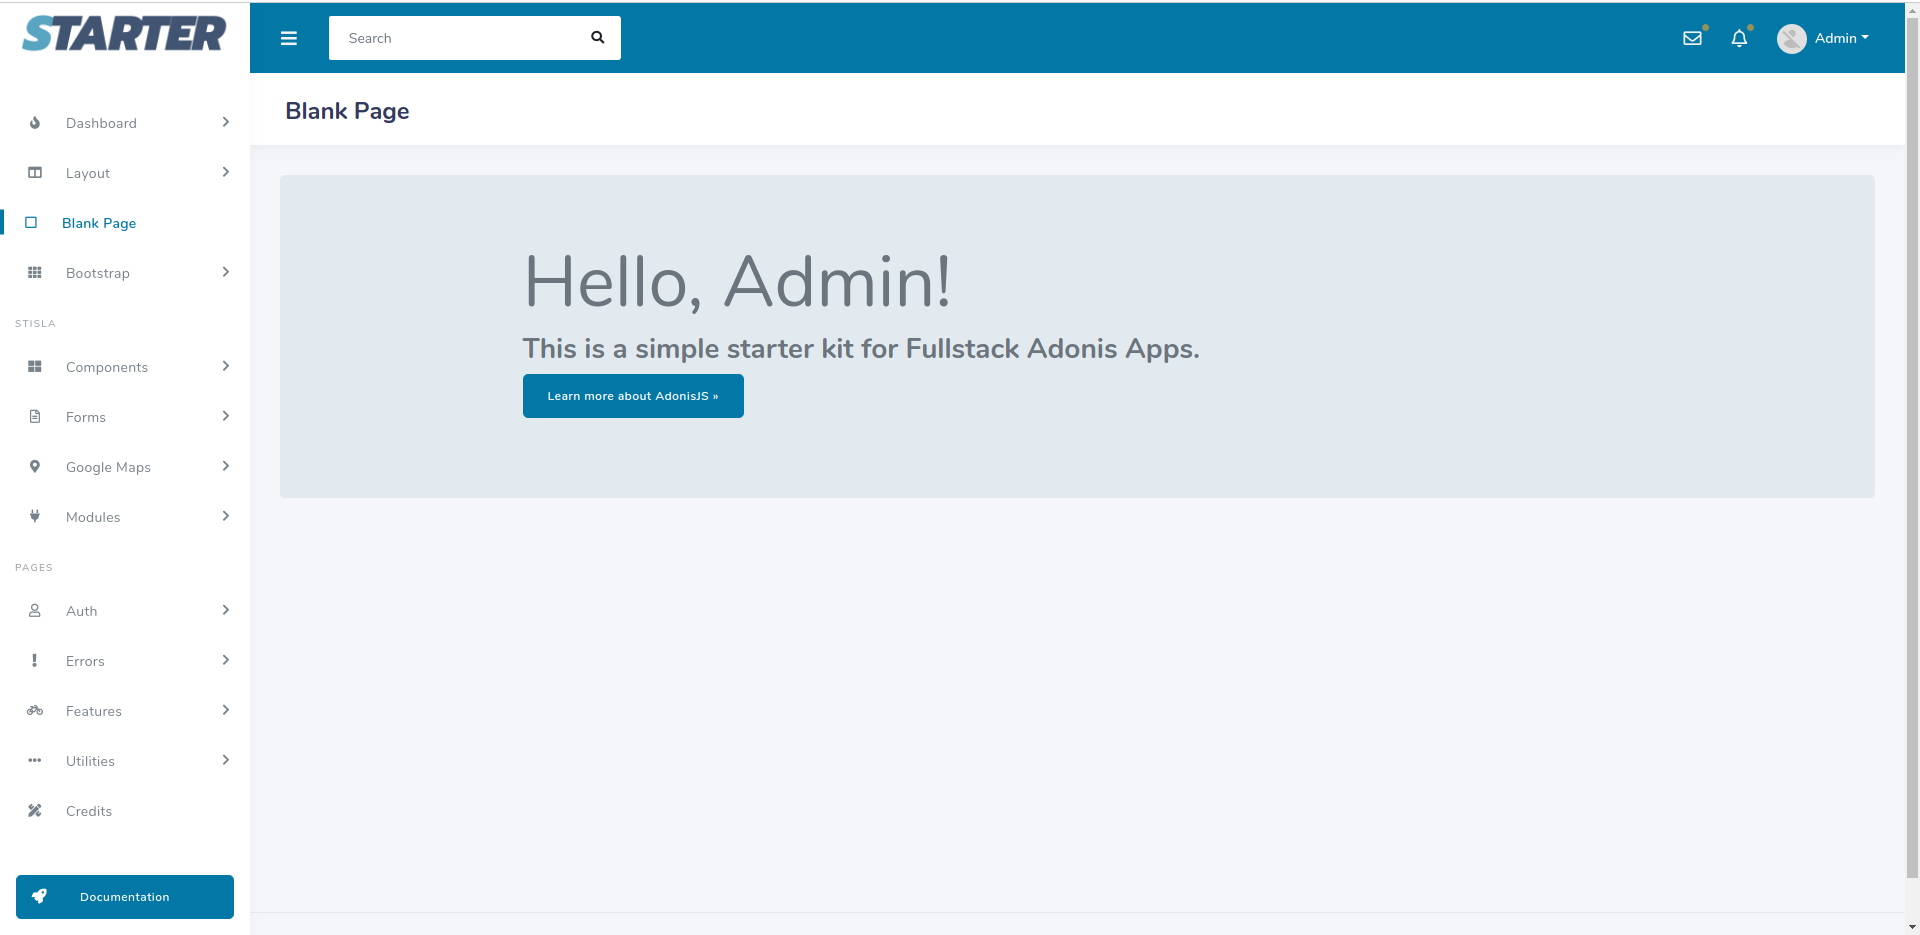 STARTER
Search
Admin
Blank Page
Dashboard
Layout
Blank Page
Bootstrap
STISLA
Components
Forms
Google Maps
Modules
PAGES
Auth
Errors
Features
Utilities
Credits
Documentation
Hello, Admin!
This is a simple starter kit for Fullstack Adonis Apps.
Learn more about AdonisJS »